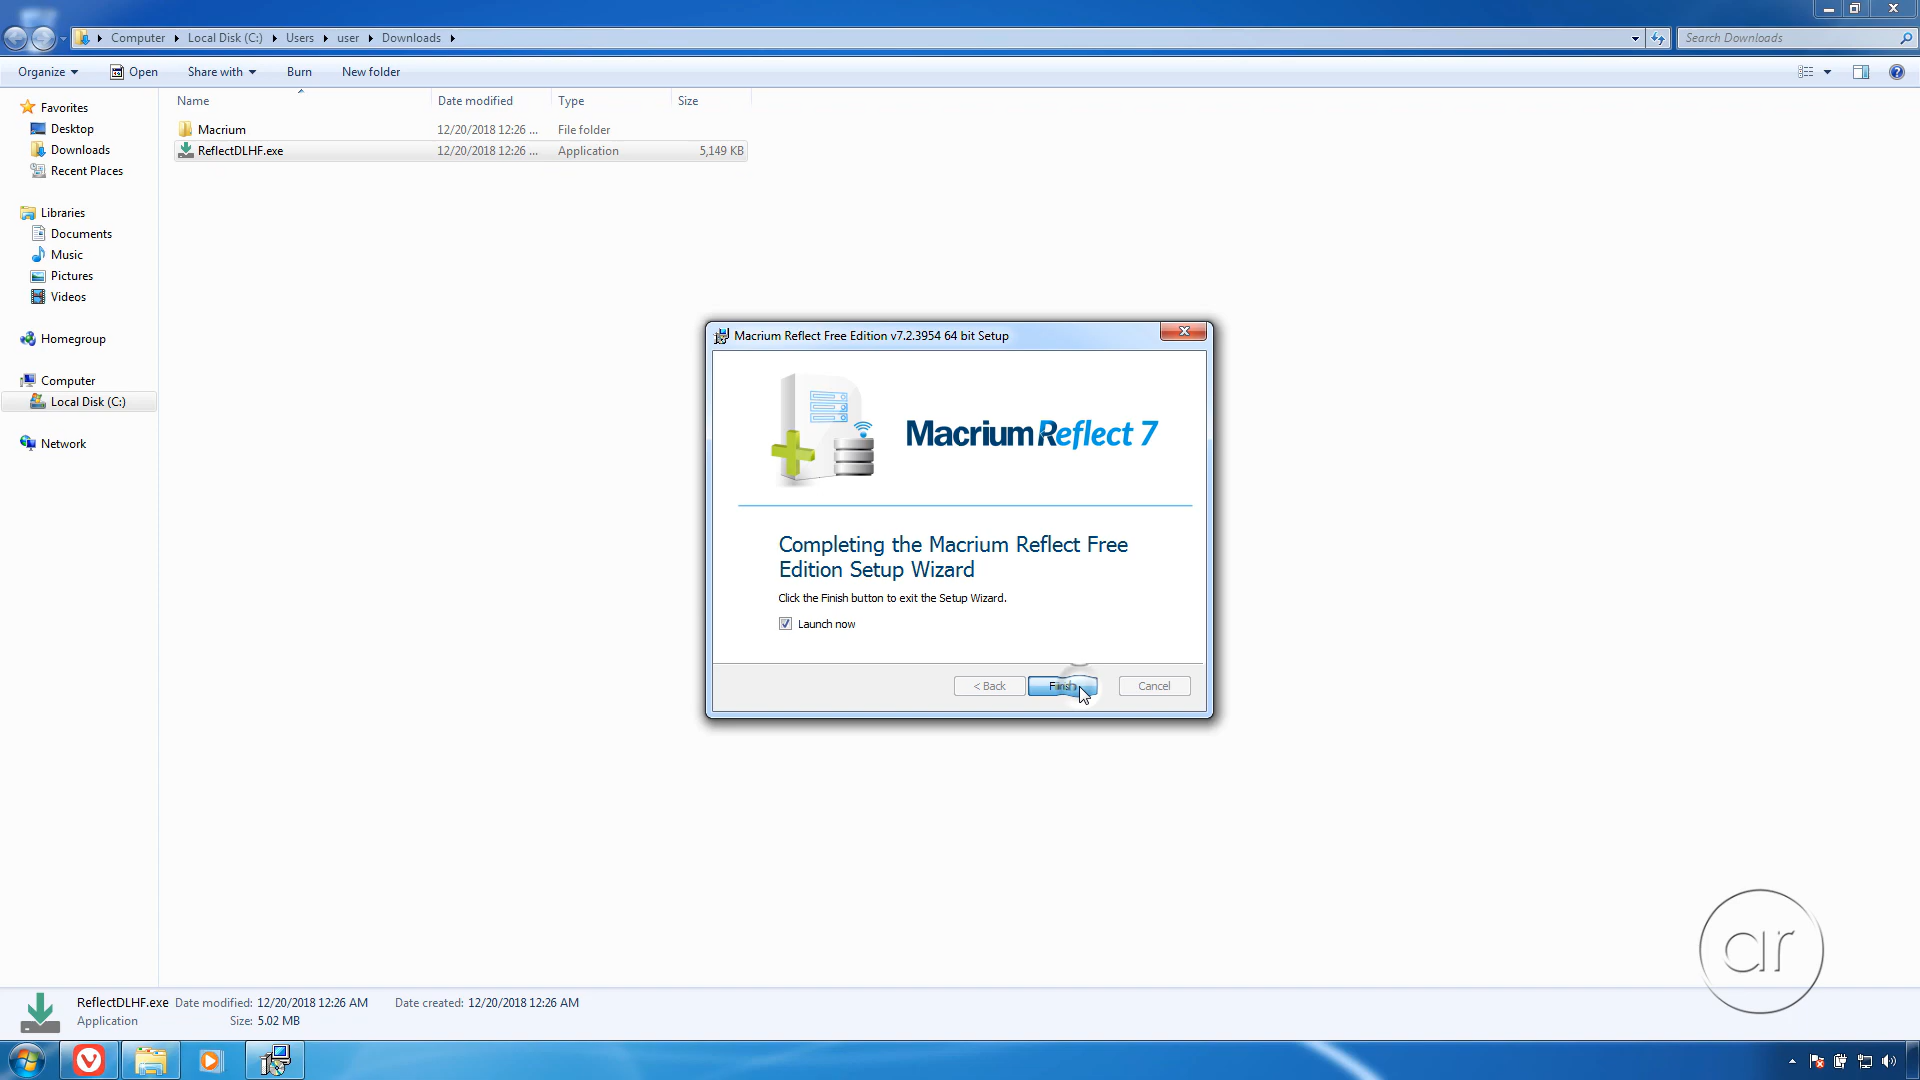 Computer Local Disk (C:) Users user Downloads
Search Downloads
Organize Open Share with Burn New folder
Name Date modified Type Size
Favorites
Desktop
Downloads
Recent Places
Libraries
Documents
Music
Pictures
Videos
Homegroup
Computer
Local Disk (C:)
Network
Macrium 12/20/2018 12:26 ... File folder
ReflectDLHF.exe 12/20/2018 12:26 ... Application 5,149 KB
Macrium Reflect Free Edition v7.2.3954 64 bit Setup
Macrium Reflect 7
Completing the Macrium Reflect Free
Edition Setup Wizard
Click the Finish button to exit the Setup Wizard.
Launch now
< Back Finish Cancel
ar
ReflectDLHF.exe Date modified: 12/20/2018 12:26 AM Date created: 12/20/2018 12:26 AM
Application Size: 5.02 MB